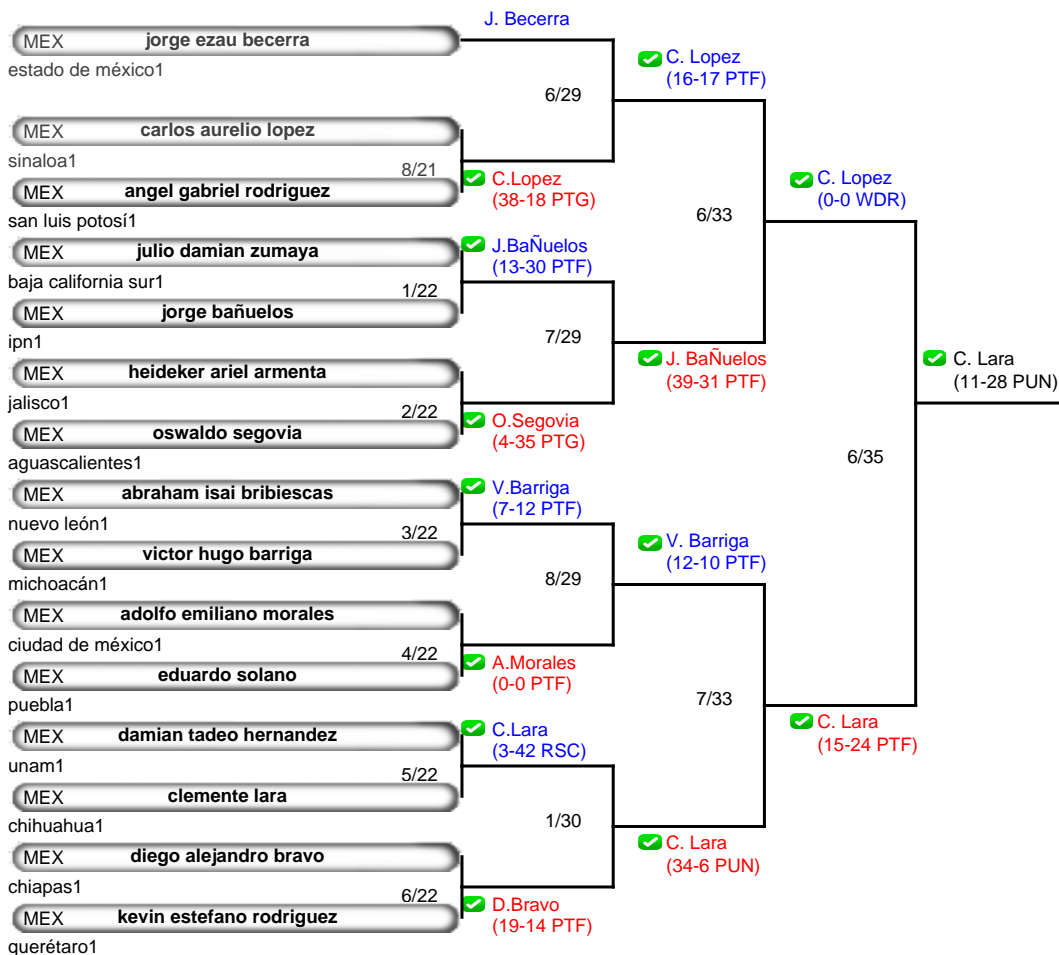 J. Becerra
MEX jorge ezau becerra
estado de méxico1
C. Lopez
(16-17 PTF)
6/29
MEX carlos aurelio lopez
sinaloa1
8/21
MEX angel gabriel rodriguez
san luis potosí1
C.Lopez
(38-18 PTG)
C. Lopez
(0-0 WDR)
6/33
MEX julio damian zumaya
baja california sur1
J.BaÑuelos
(13-30 PTF)
1/22
MEX jorge bañuelos
ipn1
7/29
J. BaÑuelos
(39-31 PTF)
C. Lara
(11-28 PUN)
MEX heideker ariel armenta
jalisco1
2/22
MEX oswaldo segovia
aguascalientes1
O.Segovia
(4-35 PTG)
6/35
MEX abraham isai bribiescas
nuevo león1
V.Barriga
(7-12 PTF)
3/22
MEX victor hugo barriga
michoacán1
V. Barriga
(12-10 PTF)
8/29
MEX adolfo emiliano morales
ciudad de méxico1
4/22
MEX eduardo solano
puebla1
A.Morales
(0-0 PTF)
7/33
C. Lara
(15-24 PTF)
MEX damian tadeo hernandez
unam1
C.Lara
(3-42 RSC)
5/22
MEX clemente lara
chihuahua1
1/30
C. Lara
(34-6 PUN)
MEX diego alejandro bravo
chiapas1
6/22
MEX kevin estefano rodriguez
querétaro1
D.Bravo
(19-14 PTF)